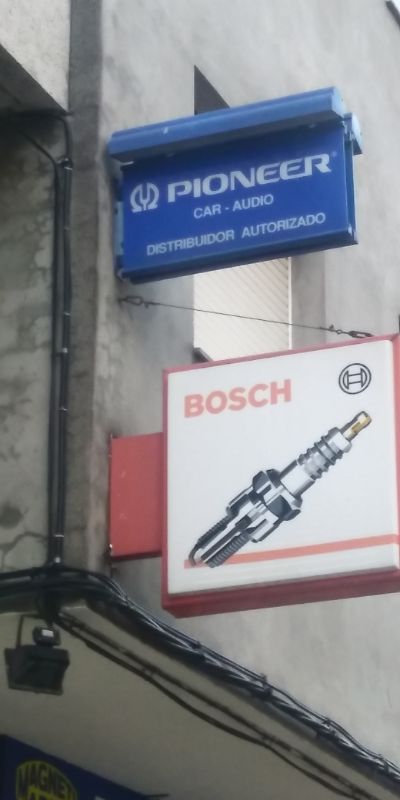 PIONEER
CAR - AUDIO
DISTRIBUIDOR AUTORIZADO
BOSCH